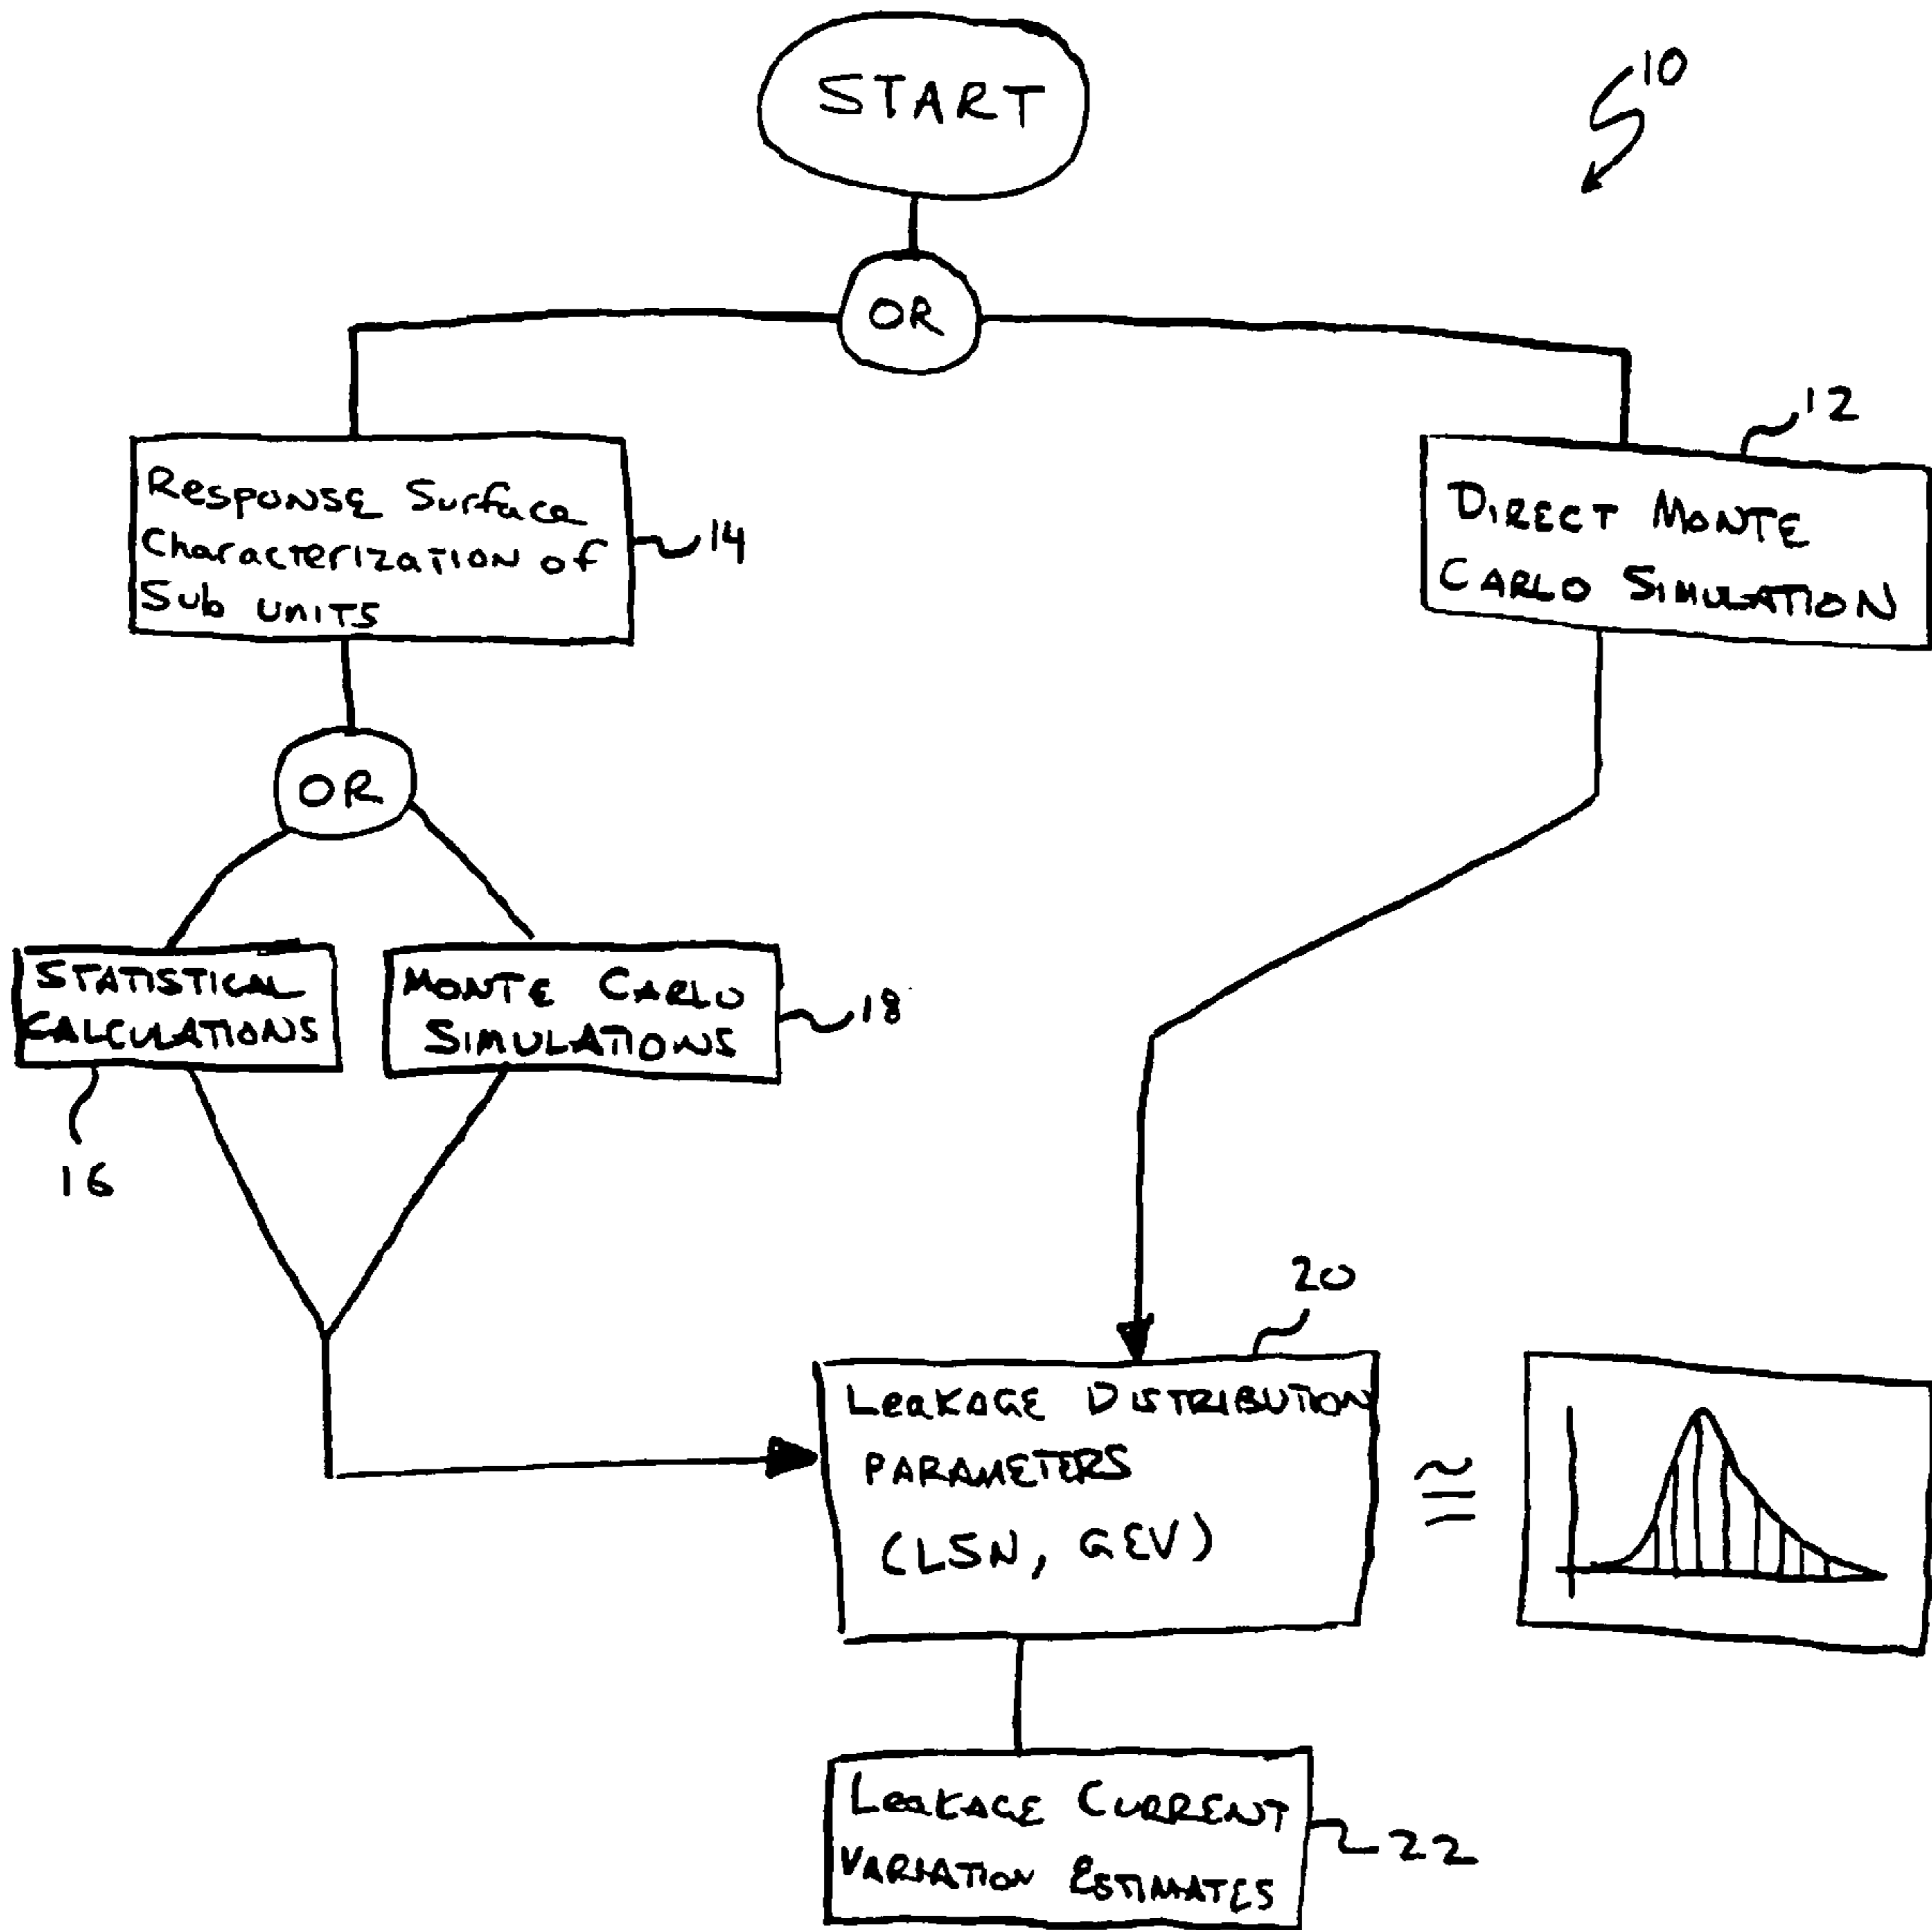 START
10
OR
12
Response Surface
Characterization of
Sub units
14
DIRECT MONTE
CARLO SIMULATION
OR
STATISTICAL
CALCULATIONS
MONTE CARLO
SIMULATIONS
18
16
20
Leakage Distribution
PARAMETERS
(LSN, GEV)
≅
Leakage Current
VARIATION ESTIMATES
22